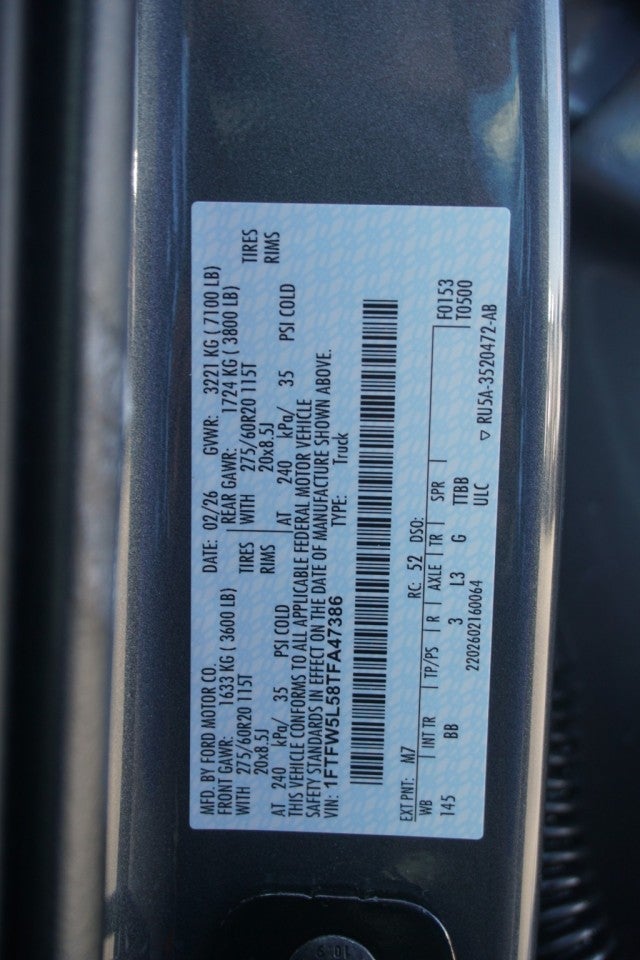 MFD. BY FORD MOTOR CO.
DATE: 02/26 GVWR: 3221 KG ( 7100 LB)
FRONT GAWR: 1633 KG ( 3600 LB) REAR GAWR: 1724 KG ( 3800 LB)
WITH 275/60R20 115T TIRES WITH 275/60R20 115T TIRES
20x8.5J RIMS 20x8.5J RIMS
AT 240 kPa/ 35 PSI COLD AT 240 kPa/ 35 PSI COLD
THIS VEHICLE CONFORMS TO ALL APPLICABLE FEDERAL MOTOR VEHICLE
SAFETY STANDARDS IN EFFECT ON THE DATE OF MANUFACTURE SHOWN ABOVE.
VIN: 1FTFW5L58TFA47386 TYPE: Truck
EXT PNT: M7 RC: 52 DSO: F0153
WB INT TR TP/PS R AXLE TR SPR T0500
145 BB 3 L3 G TTBB
2202602160064 ULC
▽ RU5A-3520472-AB